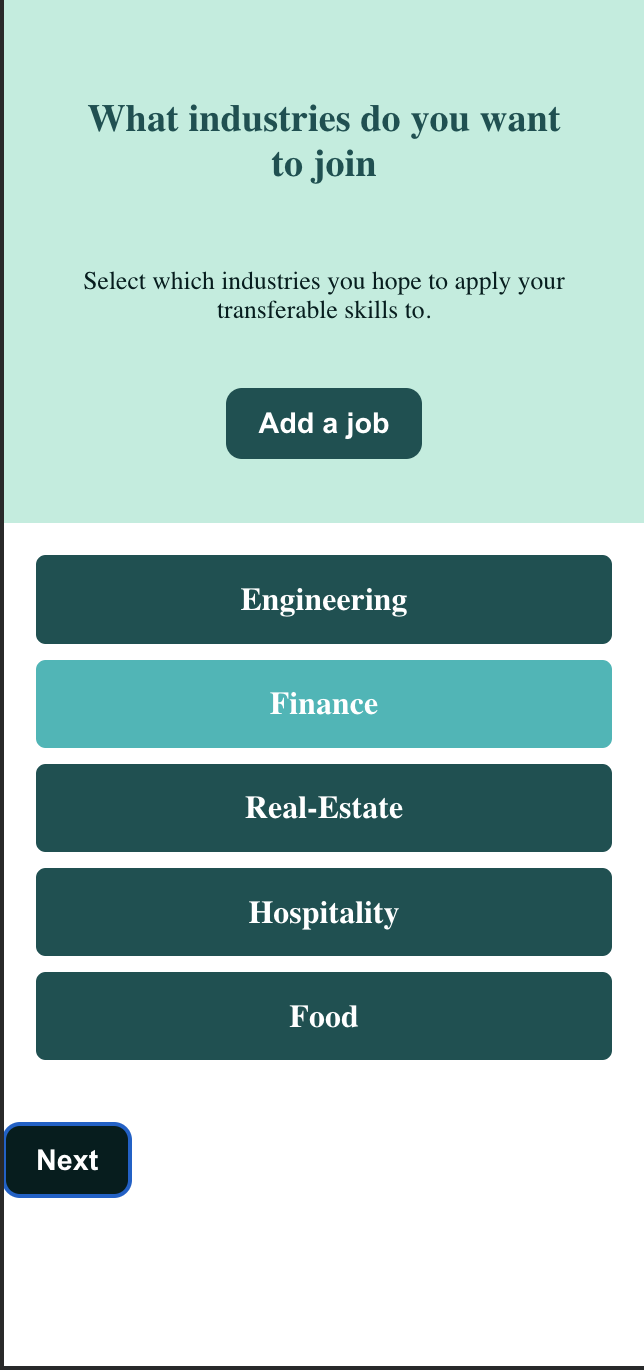 What industries do you want
to join
Select which industries you hope to apply your
transferable skills to.
Add a job
Engineering
Finance
Real-Estate
Hospitality
Food
Next